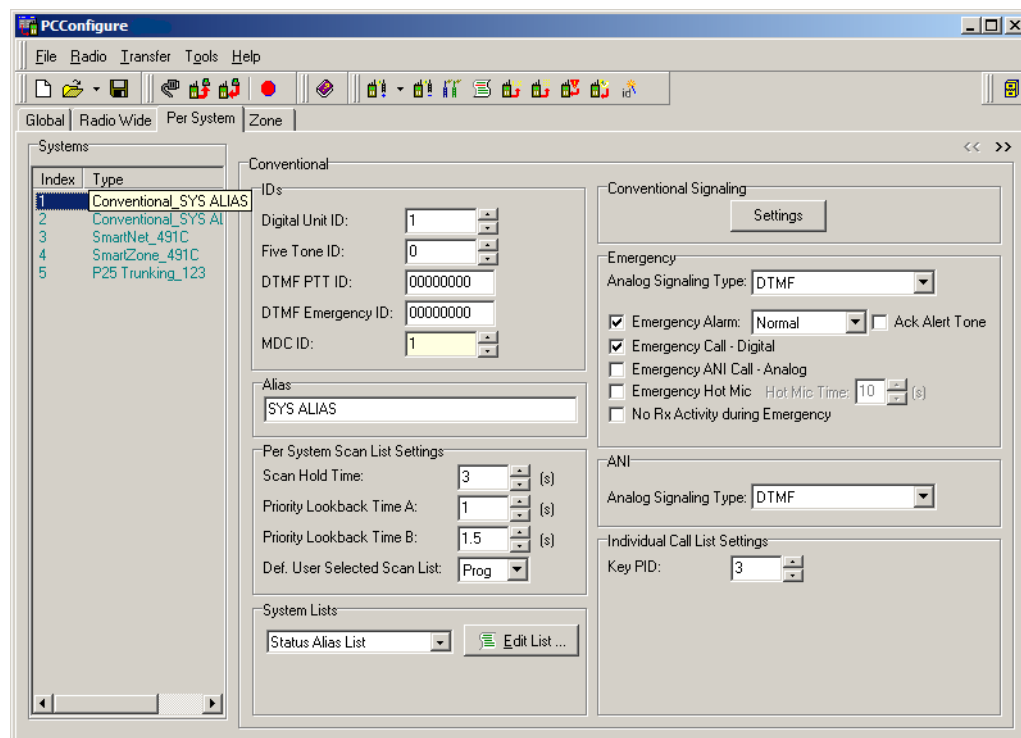 PCConfigure
File Radio Transfer Tools Help
id
Global Radio Wide Per System Zone
Systems
<< >>
Index Type
1 Conventional_SYS ALIAS
2 Conventional_SYS AL
3 SmartNet_491C
4 SmartZone_491C
5 P25 Trunking_123
Conventional
IDs
Digital Unit ID: 1
Five Tone ID: 0
DTMF PTT ID: 00000000
DTMF Emergency ID: 00000000
MDC ID: 1
Alias
SYS ALIAS
Per System Scan List Settings
Scan Hold Time: 3 (s)
Priority Lookback Time A: 1 (s)
Priority Lookback Time B: 1.5 (s)
Def. User Selected Scan List: Prog
System Lists
Status Alias List Edit List ...
Conventional Signaling
Settings
Emergency
Analog Signaling Type: DTMF
Emergency Alarm: Normal Ack Alert Tone
Emergency Call - Digital
Emergency ANI Call - Analog
Emergency Hot Mic Hot Mic Time: 10 (s)
No Rx Activity during Emergency
ANI
Analog Signaling Type: DTMF
Individual Call List Settings
Key PID: 3